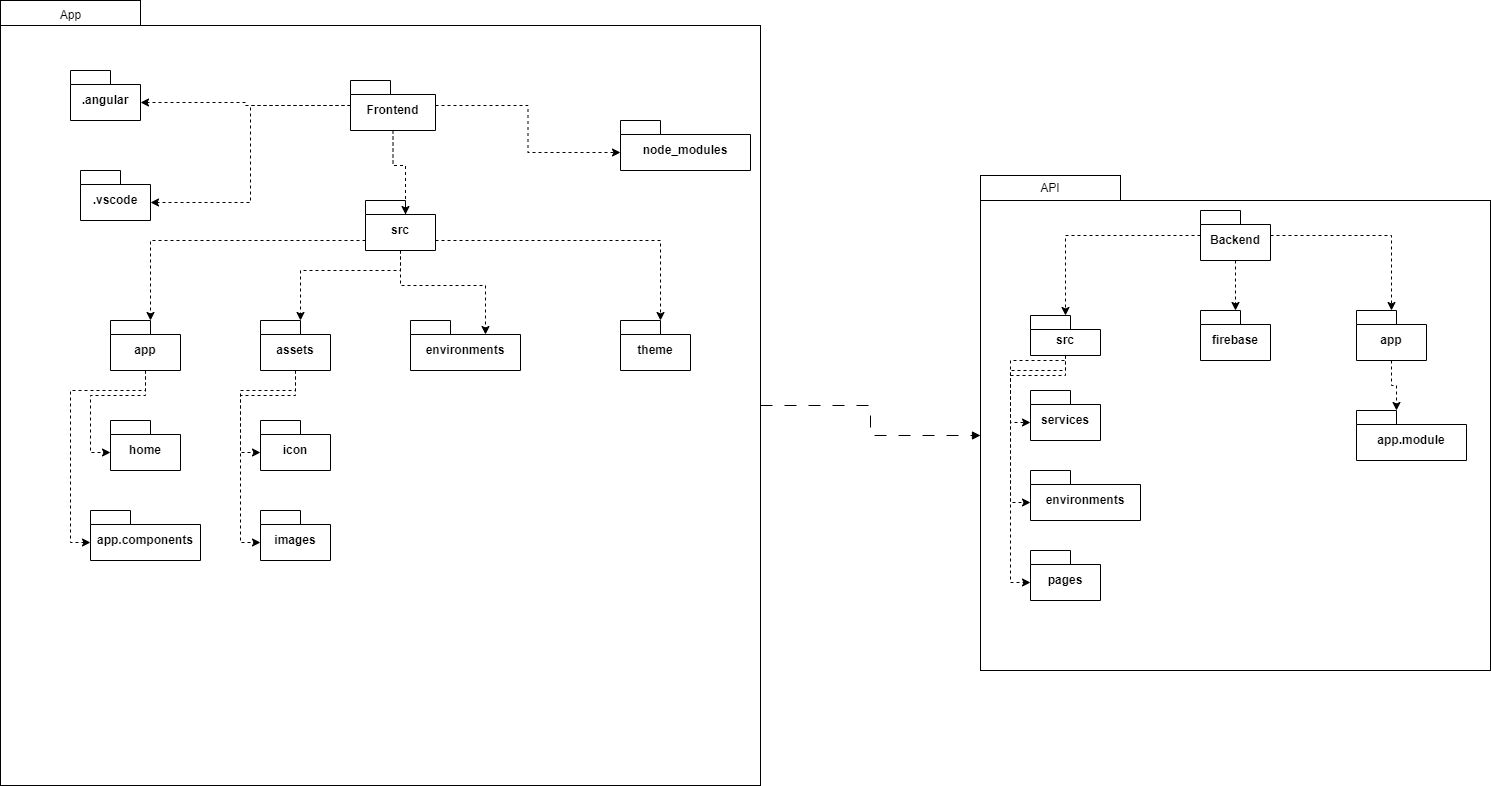 App
.angular
Frontend
node_modules
.vscode
src
app
assets
environments
theme
home
icon
app.components
images
API
Backend
src
firebase
app
services
app.module
environments
pages